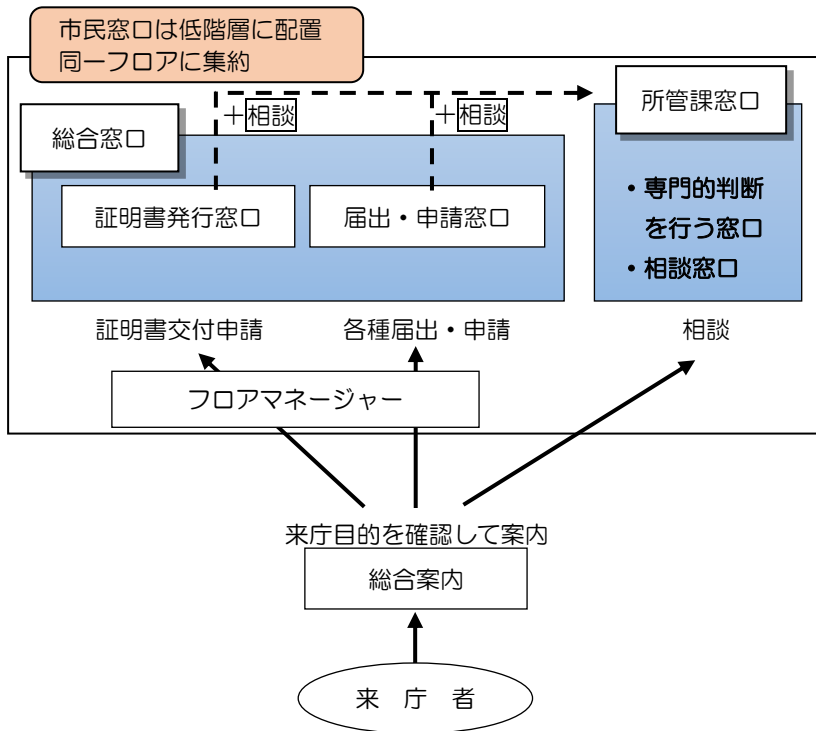 市民窓口は低階層に配置
同一フロアに集約
所管課窓口
＋相談
＋相談
総合窓口
証明書発行窓口
届出・申請窓口
・専門的判断
を行う窓口
・相談窓口
証明書交付申請
各種届出・申請
相談
フロアマネージャー
来庁目的を確認して案内
総合案内
来　庁　者